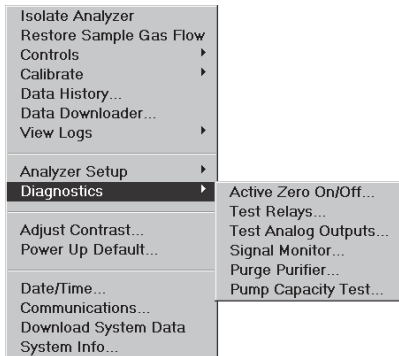 Isolate Analyzer
Restore Sample Gas Flow
Controls
Calibrate
Data History...
Data Downloader...
View Logs
Analyzer Setup
Diagnostics
Adjust Contrast...
Power Up Default...
Date/Time...
Communications...
Download System Data
System Info...
Active Zero On/Off...
Test Relays...
Test Analog Outputs...
Signal Monitor...
Purge Purifier...
Pump Capacity Test...